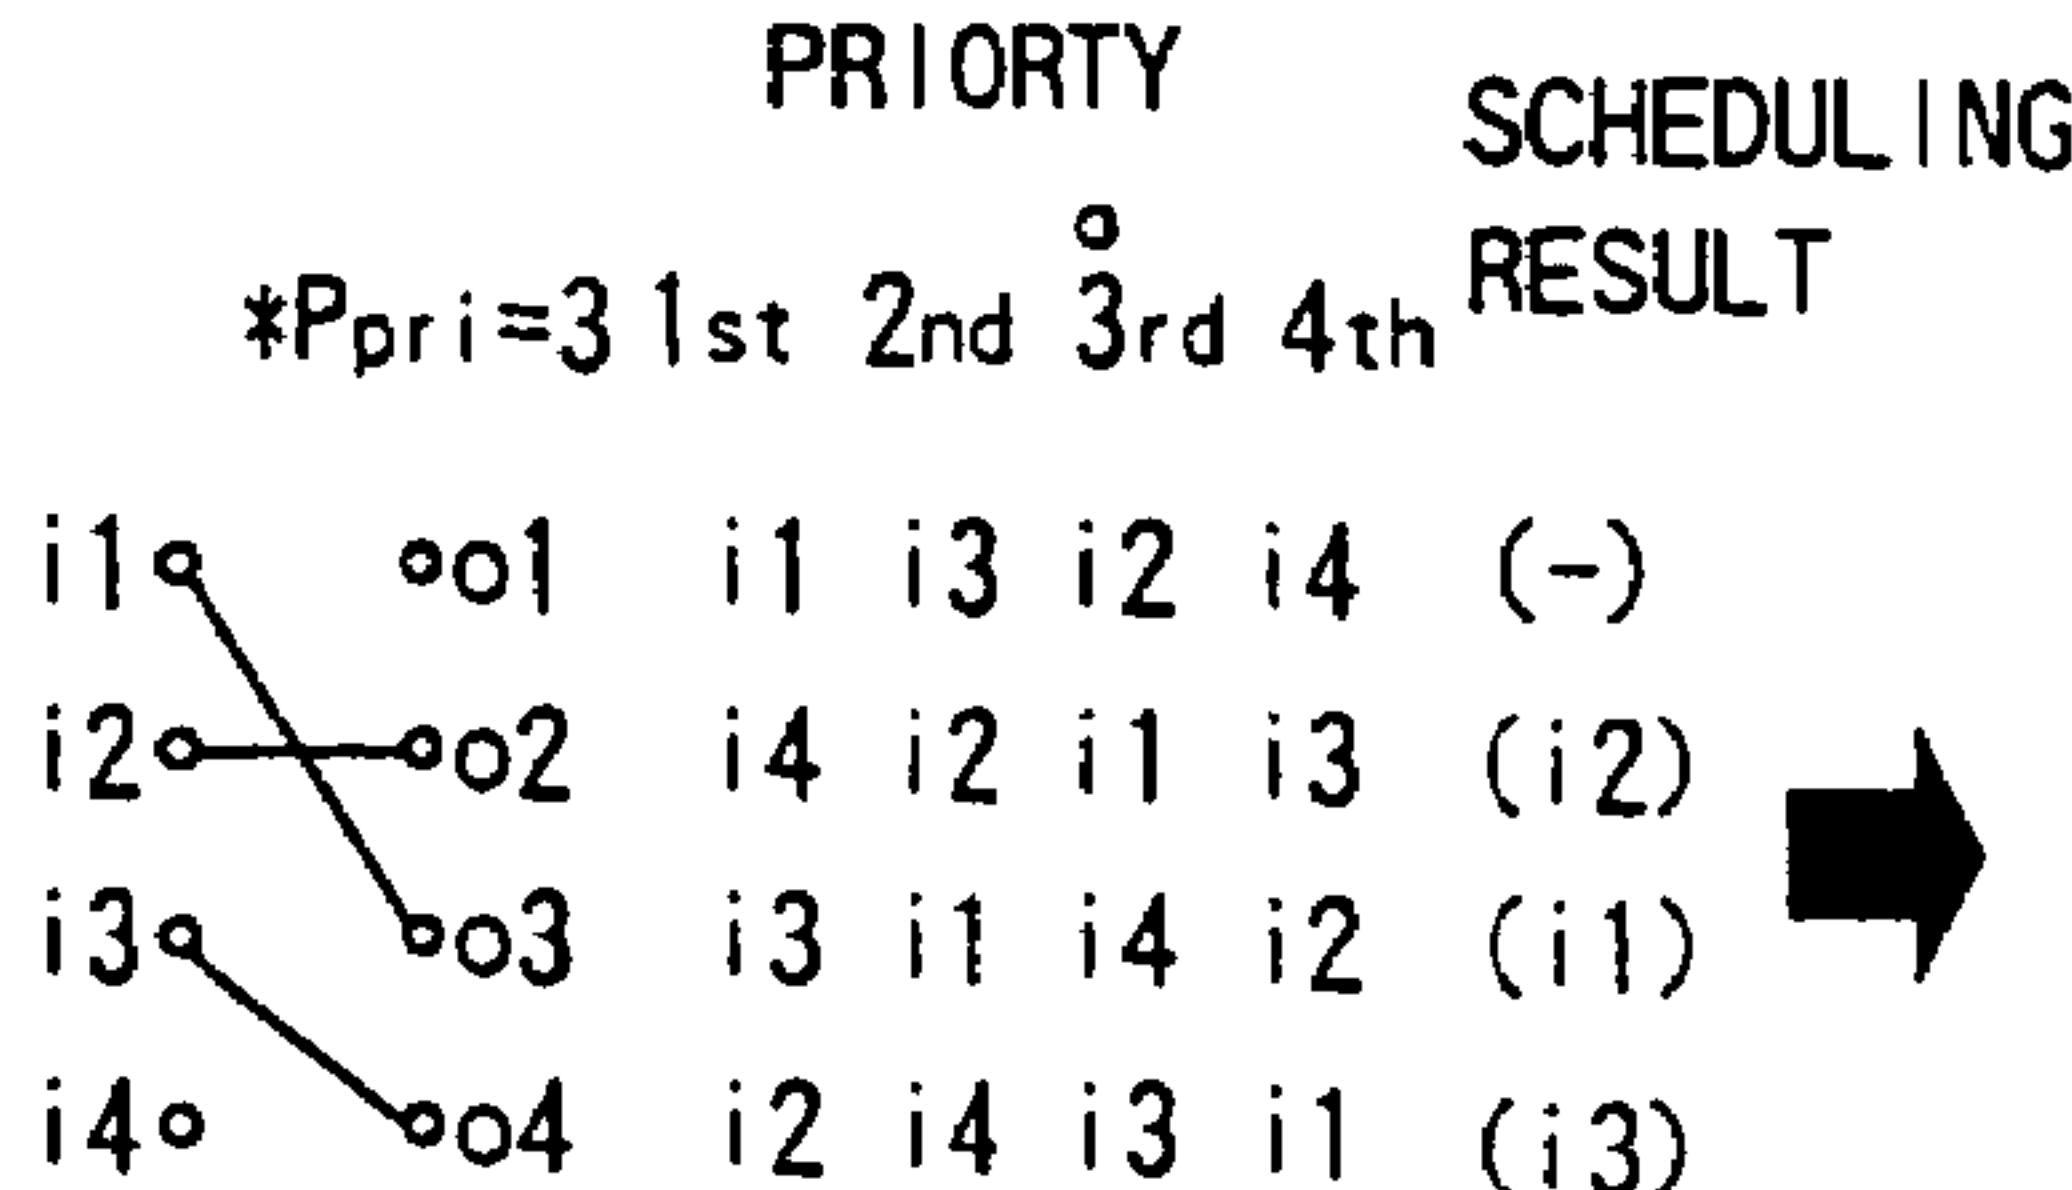 PRIORTY
SCHEDULING
RESULT
*Ppri=3 1st 2nd 3rd 4th
i1 o1 i1 i3 i2 i4 (-)
i2 o2 i4 i2 i1 i3 (i2)
i3 o3 i3 i1 i4 i2 (i1)
i4 o4 i2 i4 i3 i1 (i3)